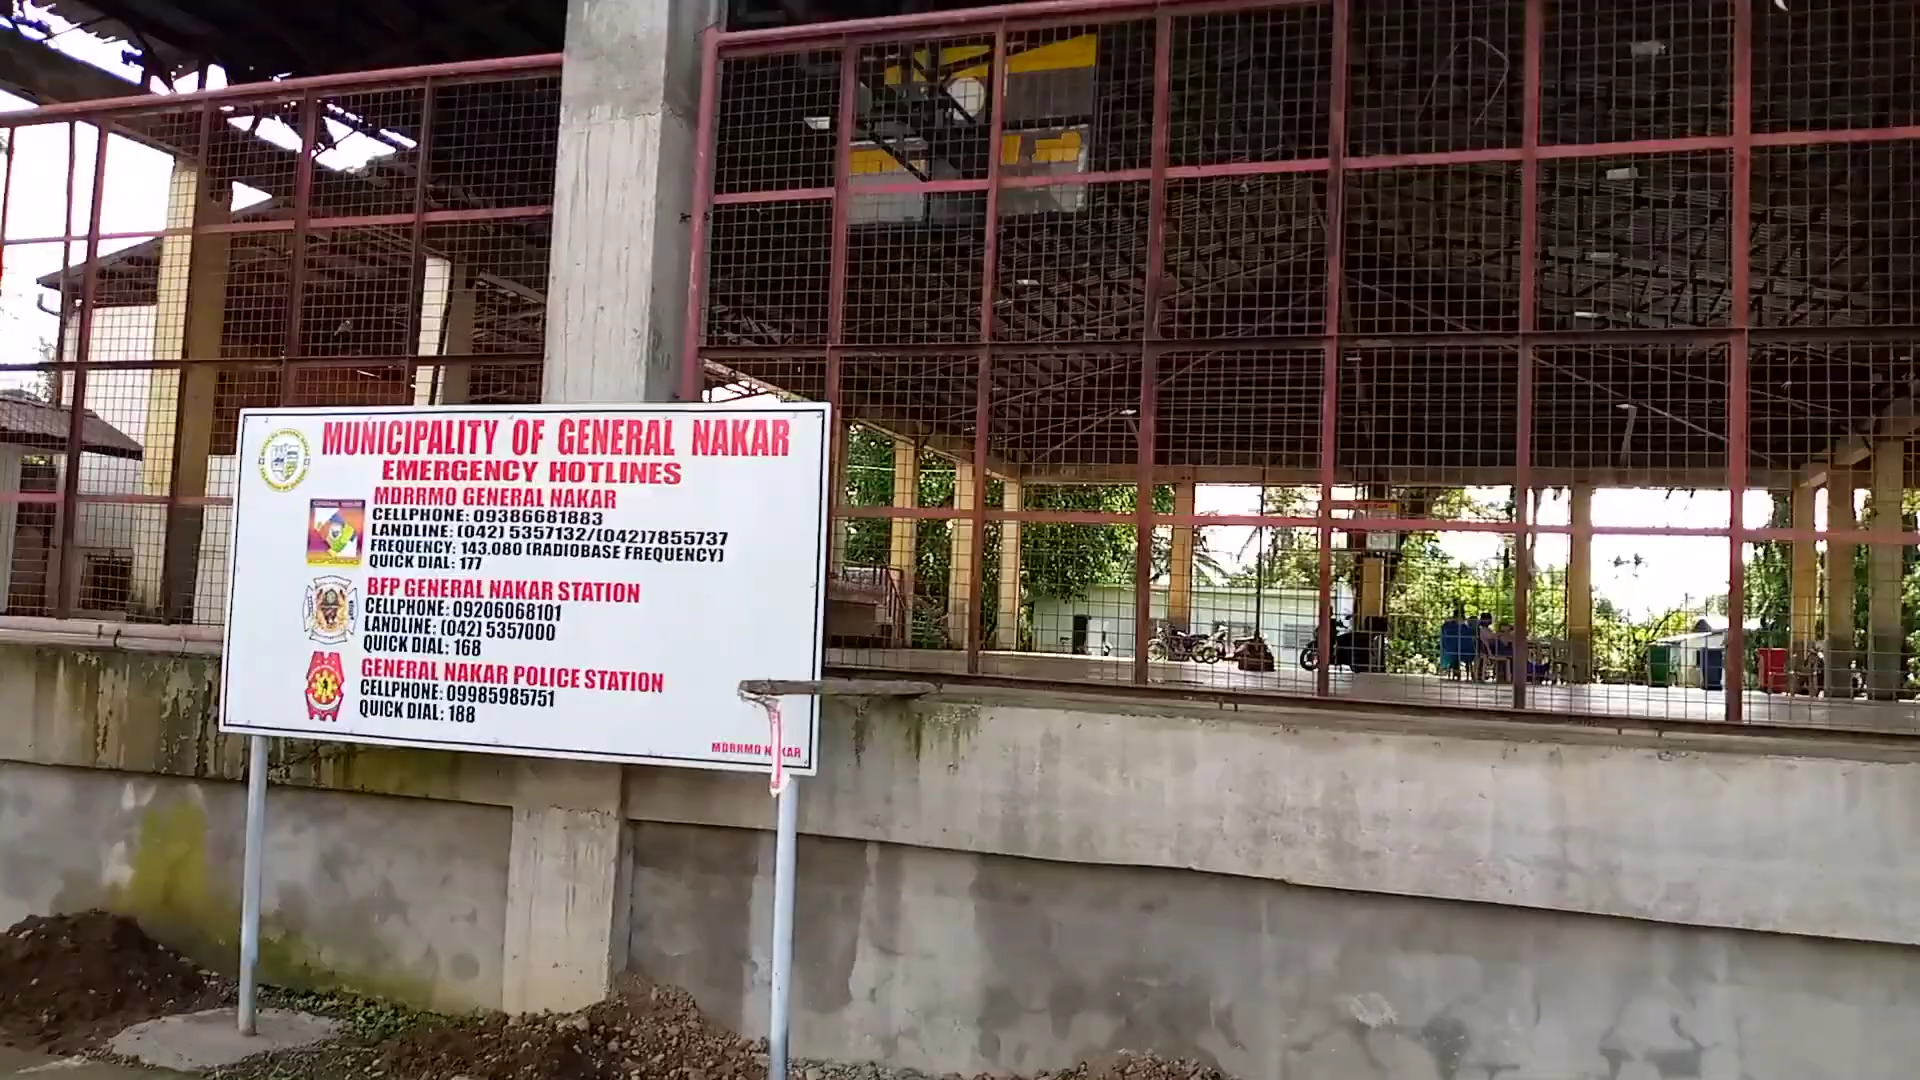 MUNICIPALITY OF GENERAL NAKAR
EMERGENCY HOTLINES
MDRRMO GENERAL NAKAR
CELLPHONE: 09386681883
LANDLINE: (042) 5357132/(042)7855737
FREQUENCY: 143.080 (RADIOBASE FREQUENCY)
QUICK DIAL: 177
BFP GENERAL NAKAR STATION
CELLPHONE: 09206068101
LANDLINE: (042) 5357000
QUICK DIAL: 168
GENERAL NAKAR POLICE STATION
CELLPHONE: 09985985751
QUICK DIAL: 188
MDRRMO